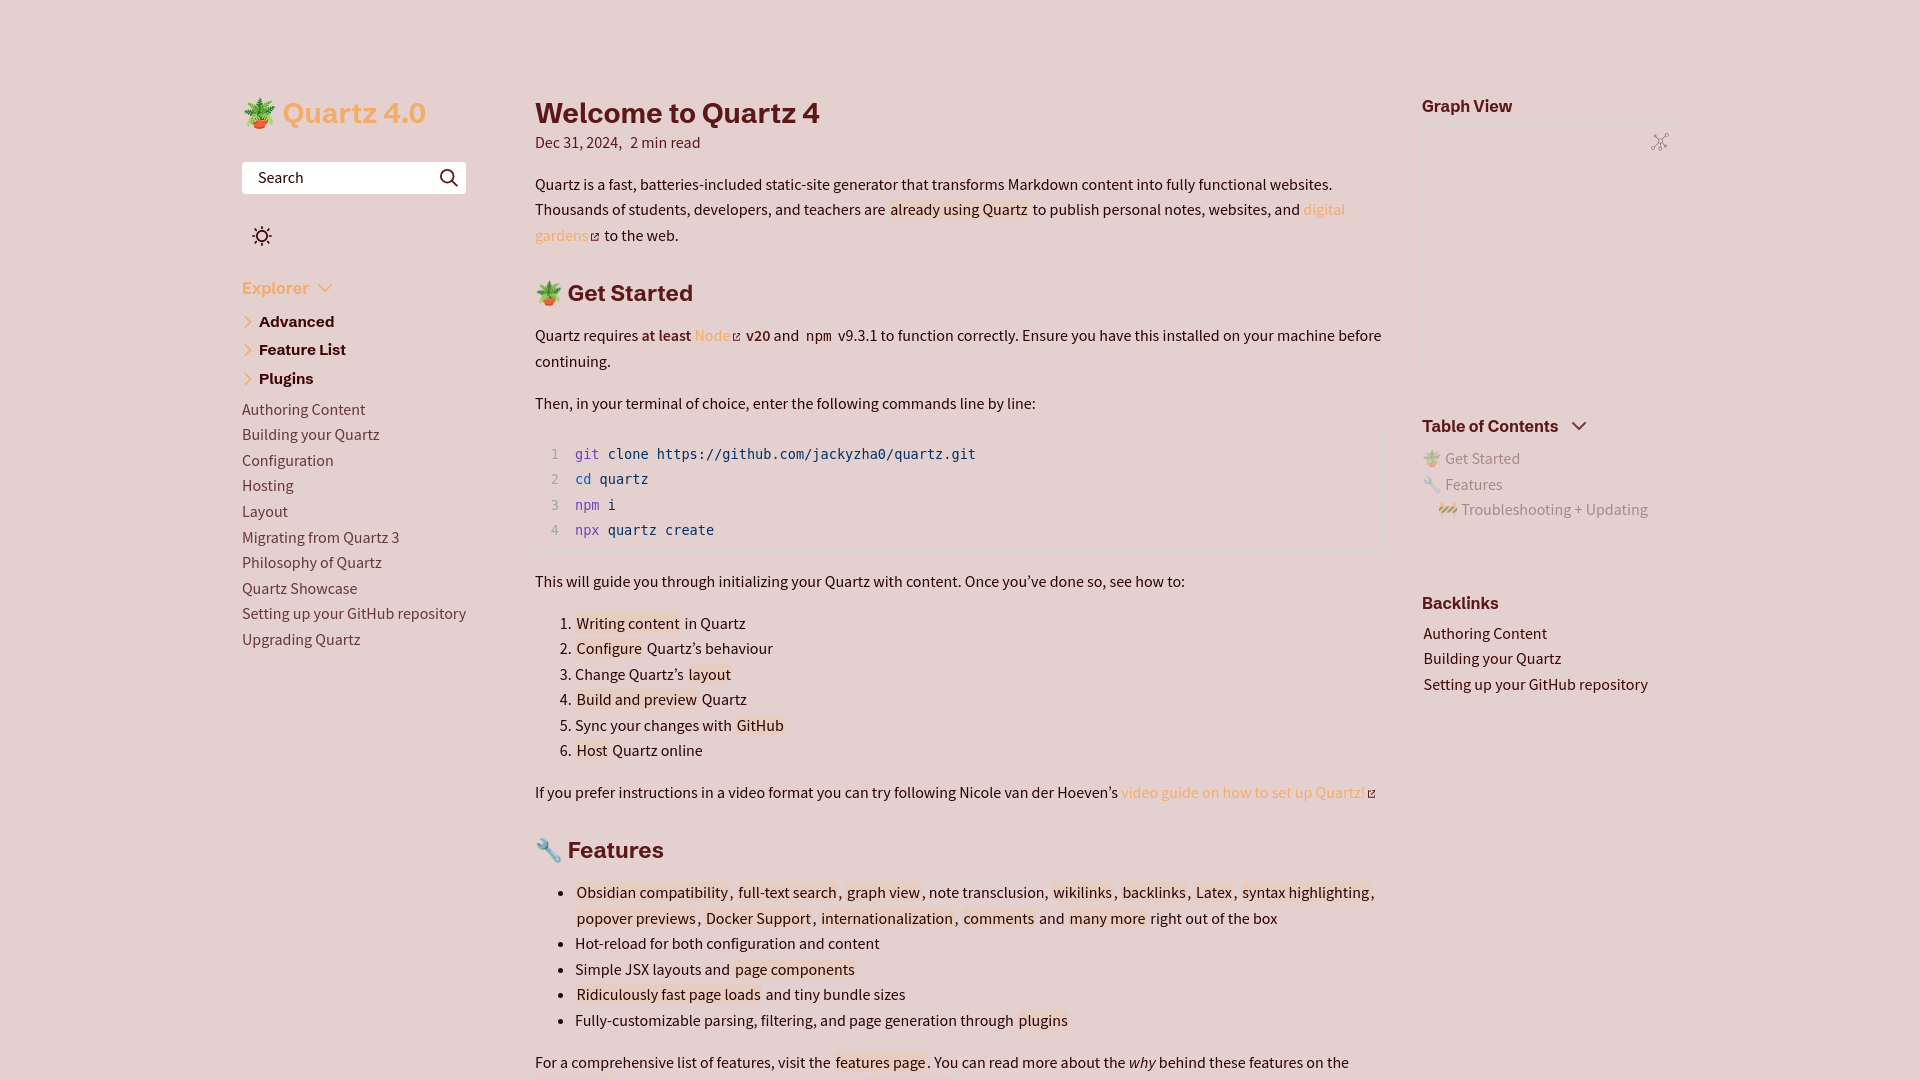 🪴 Quartz 4.0
Search
Explorer
Advanced
Feature List
Plugins
Authoring Content
Building your Quartz
Configuration
Hosting
Layout
Migrating from Quartz 3
Philosophy of Quartz
Quartz Showcase
Setting up your GitHub repository
Upgrading Quartz
Welcome to Quartz 4
Dec 31, 2024, 2 min read
Quartz is a fast, batteries-included static-site generator that transforms Markdown content into fully functional websites.
Thousands of students, developers, and teachers are already using Quartz to publish personal notes, websites, and digital
gardens to the web.
🪴 Get Started
Quartz requires at least Node v20 and npm v9.3.1 to function correctly. Ensure you have this installed on your machine before
continuing.
Then, in your terminal of choice, enter the following commands line by line:
1 git clone https://github.com/jackyzha0/quartz.git
2 cd quartz
3 npm i
4 npx quartz create
This will guide you through initializing your Quartz with content. Once you’ve done so, see how to:
1. Writing content in Quartz
2. Configure Quartz’s behaviour
3. Change Quartz’s layout
4. Build and preview Quartz
5. Sync your changes with GitHub
6. Host Quartz online
If you prefer instructions in a video format you can try following Nicole van der Hoeven’s video guide on how to set up Quartz!
🔧 Features
• Obsidian compatibility, full-text search, graph view, note transclusion, wikilinks, backlinks, Latex, syntax highlighting,
popover previews, Docker Support, internationalization, comments and many more right out of the box
• Hot-reload for both configuration and content
• Simple JSX layouts and page components
• Ridiculously fast page loads and tiny bundle sizes
• Fully-customizable parsing, filtering, and page generation through plugins
For a comprehensive list of features, visit the features page. You can read more about the why behind these features on the
Graph View
Table of Contents
🪴 Get Started
🔧 Features
🚧 Troubleshooting + Updating
Backlinks
Authoring Content
Building your Quartz
Setting up your GitHub repository